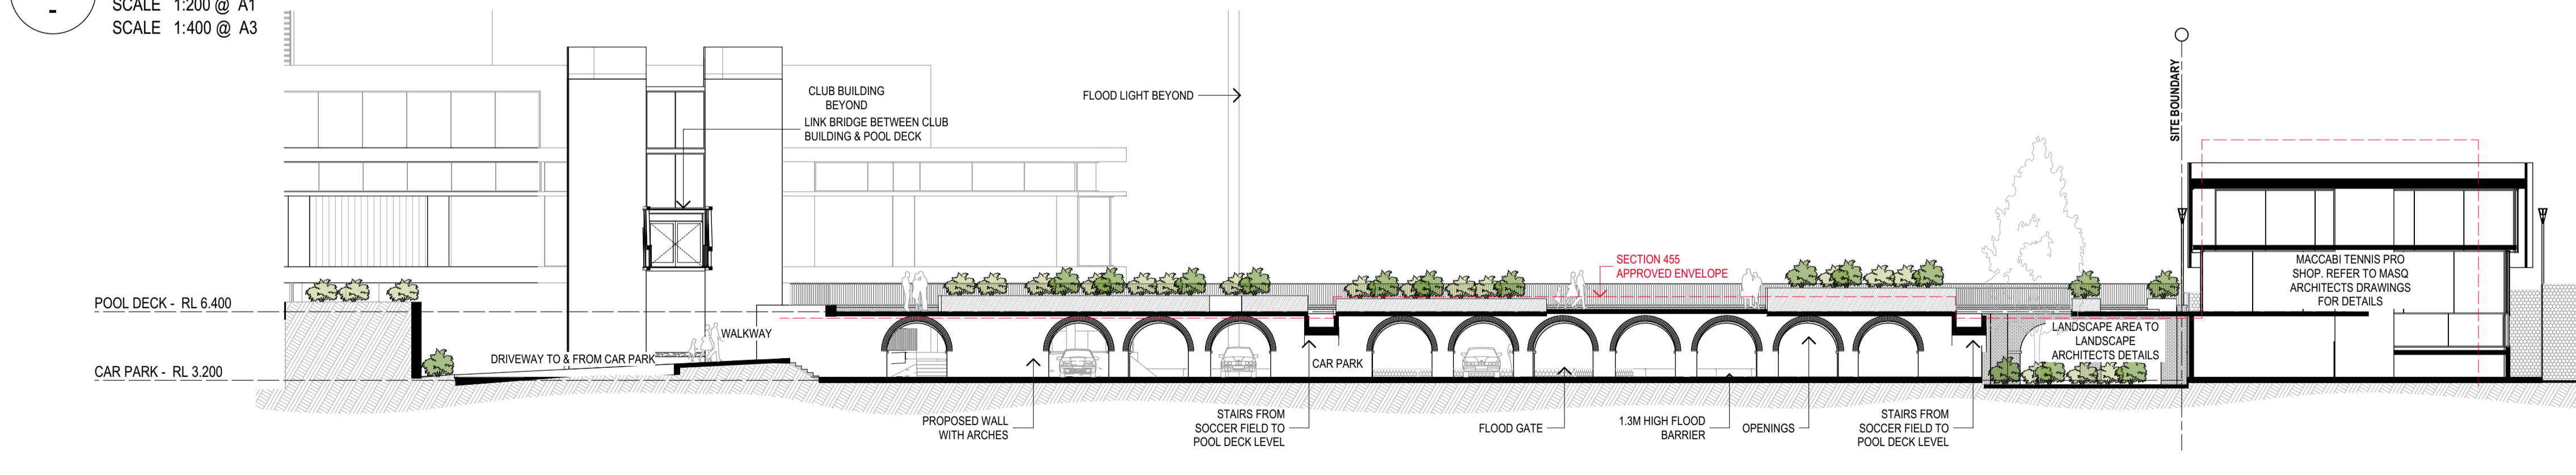 -
SCALE 1:200 @ A1
SCALE 1:400 @ A3
CLUB BUILDING
BEYOND
LINK BRIDGE BETWEEN CLUB
BUILDING & POOL DECK
FLOOD LIGHT BEYOND
SITE BOUNDARY
SECTION 455
APPROVED ENVELOPE
MACCABI TENNIS PRO
SHOP. REFER TO MASQ
ARCHITECTS DRAWINGS
FOR DETAILS
POOL DECK - RL 6.400
WALKWAY
DRIVEWAY TO & FROM CAR PARK
CAR PARK
LANDSCAPE AREA TO
LANDSCAPE
ARCHITECTS DETAILS
CAR PARK - RL 3.200
PROPOSED WALL
WITH ARCHES
STAIRS FROM
SOCCER FIELD TO
POOL DECK LEVEL
FLOOD GATE
1.3M HIGH FLOOD
BARRIER
OPENINGS
STAIRS FROM
SOCCER FIELD TO
POOL DECK LEVEL